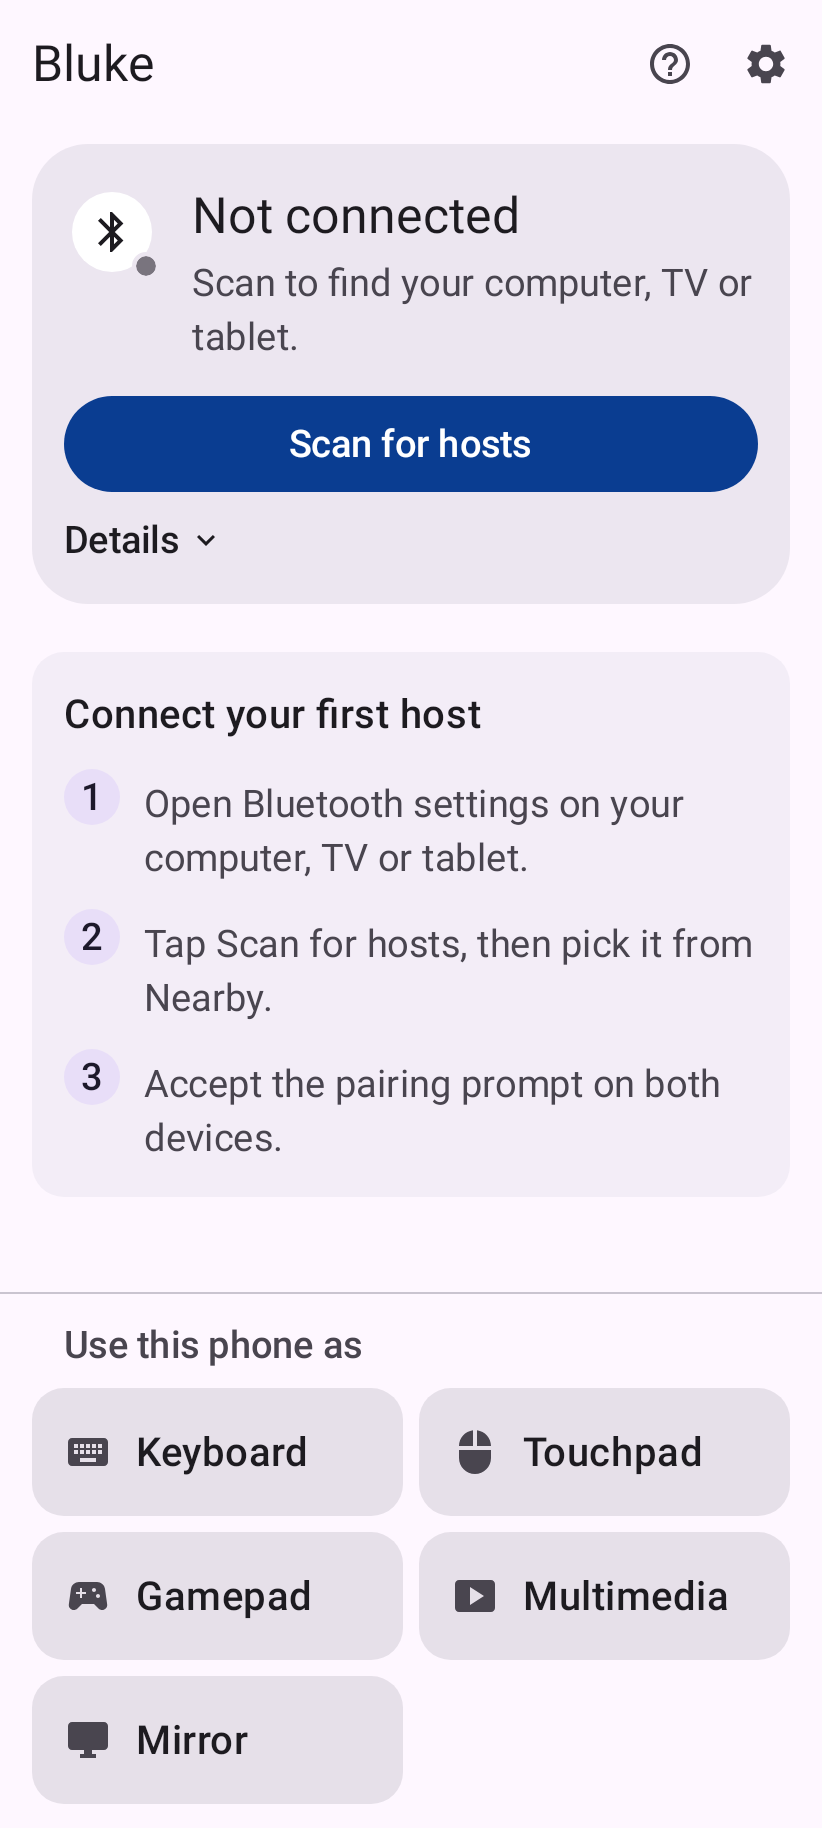 Bluke
Not connected
Scan to find your computer, TV or
tablet.
Scan for hosts
Details
Connect your first host
1 Open Bluetooth settings on your
computer, TV or tablet.
2 Tap Scan for hosts, then pick it from
Nearby.
3 Accept the pairing prompt on both
devices.
Use this phone as
Keyboard
Touchpad
Gamepad
Multimedia
Mirror